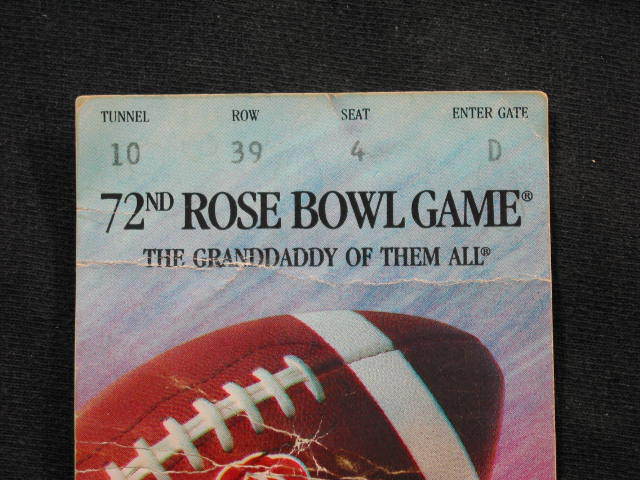 TUNNEL ROW SEAT ENTER GATE
10 39 4 D
72ND ROSE BOWL GAME®
THE GRANDDADDY OF THEM ALL®